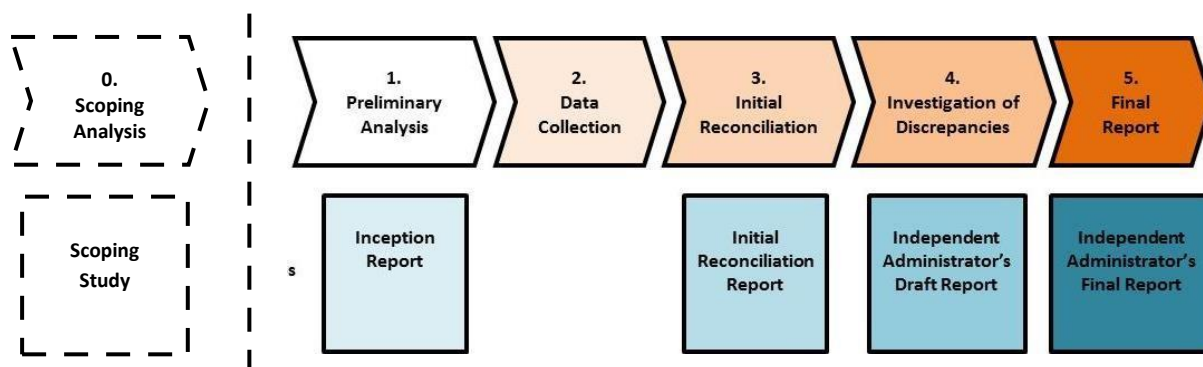 0.
Scoping
Analysis
1.
Preliminary
Analysis
2.
Data
Collection
3.
Initial
Reconciliation
4.
Investigation of
Discrepancies
5.
Final
Report
Scoping
Study
s
Inception
Report
Initial
Reconciliation
Report
Independent
Administrator's
Draft Report
Independent
Administrator's
Final Report